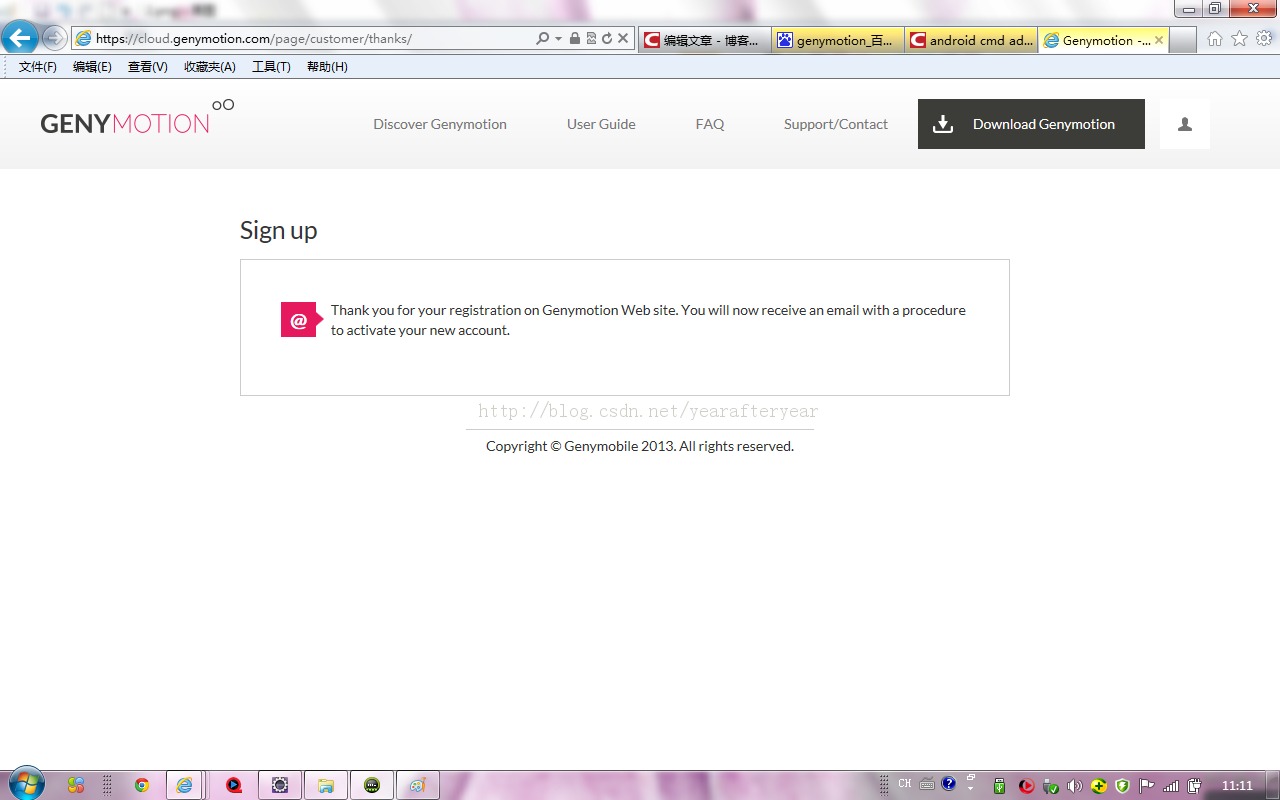 https://cloud.genymotion.com/page/customer/thanks/
编辑文章 - 博客...
genymotion_百...
android cmd ad...
Genymotion -...
文件(F) 编辑(E) 查看(V) 收藏夹(A) 工具(T) 帮助(H)
GENYMOTION
Discover Genymotion User Guide FAQ Support/Contact Download Genymotion
Sign up
@
Thank you for your registration on Genymotion Web site. You will now receive an email with a procedure
to activate your new account.
http://blog.csdn.net/yearafteryear
Copyright © Genymobile 2013. All rights reserved.
CH
11:11